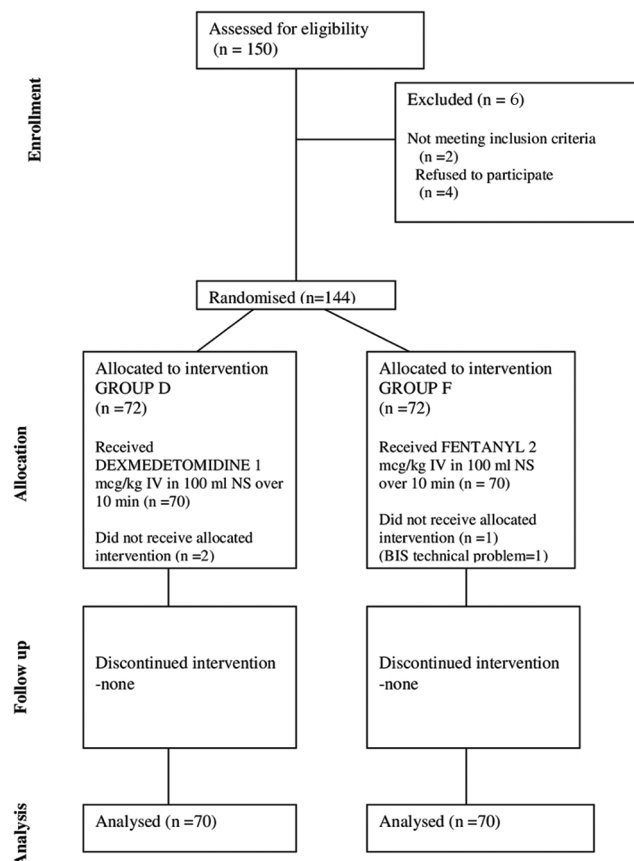 Assessed for eligibility
(n = 150)
Enrollment
Excluded (n = 6)
Not meeting inclusion criteria
(n =2)
Refused to participate
(n =4)
Randomised (n=144)
Allocation
Allocated to intervention
GROUP D
(n =72)
Received
DEXMEDETOMIDINE 1
mcg/kg IV in 100 ml NS over
10 min (n =70)
Did not receive allocated
intervention (n =2)
Allocated to intervention
GROUP F
(n =72)
Received FENTANYL 2
mcg/kg IV in 100 ml NS
over 10 min (n = 70)
Did not receive allocated
intervention (n =1)
(BIS technical problem=1)
Follow up
Discontinued intervention
-none
Discontinued intervention
-none
Analysis
Analysed (n =70)
Analysed (n =70)